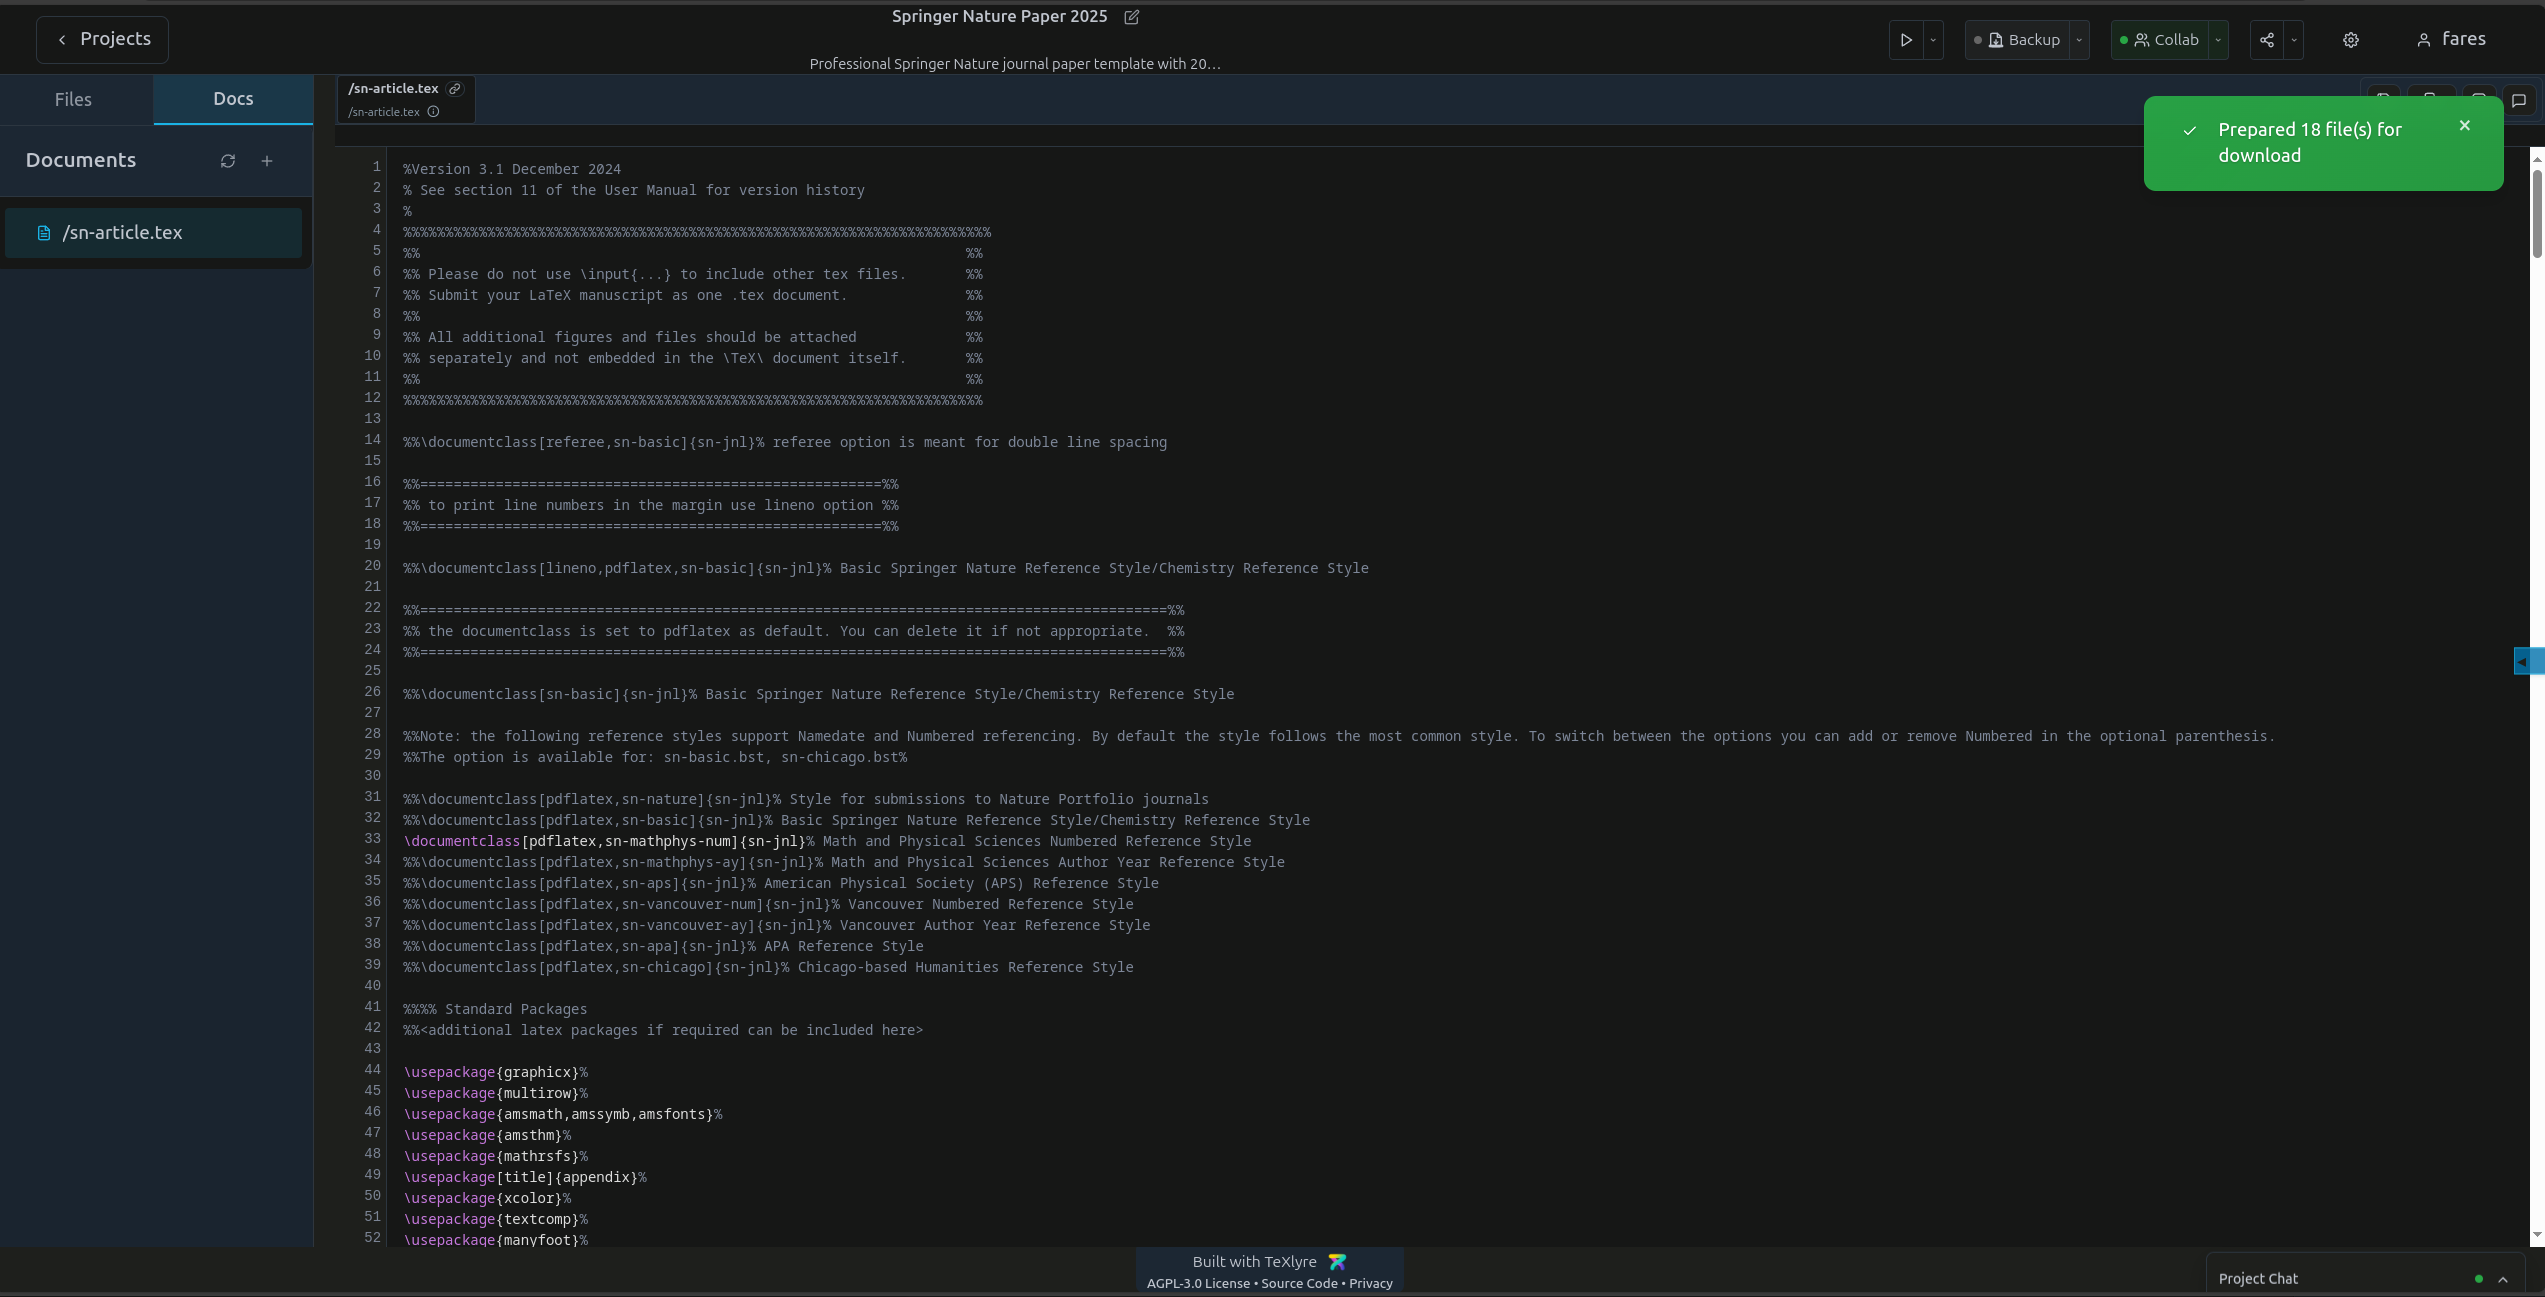 Springer Nature Paper 2025
Projects
Professional Springer Nature journal paper template with 20…
Backup
Collab
fares
Files
Docs
/sn-article.tex
/sn-article.tex
Prepared 18 file(s) for
download
Documents
/sn-article.tex
1 %Version 3.1 December 2024
2 % See section 11 of the User Manual for version history
3 %
4 %%%%%%%%%%%%%%%%%%%%%%%%%%%%%%%%%%%%%%%%%%%%%%%%%%%%%%%%%%%%%%%%%%%%%%
5 %%                                                                 %%
6 %% Please do not use \input{...} to include other tex files.       %%
7 %% Submit your LaTeX manuscript as one .tex document.              %%
8 %%                                                                 %%
9 %% All additional figures and files should be attached             %%
10 %% separately and not embedded in the \TeX\ document itself.       %%
11 %%                                                                 %%
12 %%%%%%%%%%%%%%%%%%%%%%%%%%%%%%%%%%%%%%%%%%%%%%%%%%%%%%%%%%%%%%%%%%%%%
13
14 %%\documentclass[referee,sn-basic]{sn-jnl}% referee option is meant for double line spacing
15
16 %%=======================================================%%
17 %% to print line numbers in the margin use lineno option %%
18 %%=======================================================%%
19
20 %%\documentclass[lineno,pdflatex,sn-basic]{sn-jnl}% Basic Springer Nature Reference Style/Chemistry Reference Style
21
22 %%=========================================================================================%%
23 %% the documentclass is set to pdflatex as default. You can delete it if not appropriate.  %%
24 %%=========================================================================================%%
25
26 %%\documentclass[sn-basic]{sn-jnl}% Basic Springer Nature Reference Style/Chemistry Reference Style
27
28 %%Note: the following reference styles support Namedate and Numbered referencing. By default the style follows the most common style. To switch between the options you can add or remove Numbered in the optional parenthesis.
29 %%The option is available for: sn-basic.bst, sn-chicago.bst%
30
31 %%\documentclass[pdflatex,sn-nature]{sn-jnl}% Style for submissions to Nature Portfolio journals
32 %%\documentclass[pdflatex,sn-basic]{sn-jnl}% Basic Springer Nature Reference Style/Chemistry Reference Style
33 \documentclass[pdflatex,sn-mathphys-num]{sn-jnl}% Math and Physical Sciences Numbered Reference Style
34 %%\documentclass[pdflatex,sn-mathphys-ay]{sn-jnl}% Math and Physical Sciences Author Year Reference Style
35 %%\documentclass[pdflatex,sn-aps]{sn-jnl}% American Physical Society (APS) Reference Style
36 %%\documentclass[pdflatex,sn-vancouver-num]{sn-jnl}% Vancouver Numbered Reference Style
37 %%\documentclass[pdflatex,sn-vancouver-ay]{sn-jnl}% Vancouver Author Year Reference Style
38 %%\documentclass[pdflatex,sn-apa]{sn-jnl}% APA Reference Style
39 %%\documentclass[pdflatex,sn-chicago]{sn-jnl}% Chicago-based Humanities Reference Style
40
41 %%%% Standard Packages
42 %%<additional latex packages if required can be included here>
43
44 \usepackage{graphicx}%
45 \usepackage{multirow}%
46 \usepackage{amsmath,amssymb,amsfonts}%
47 \usepackage{amsthm}%
48 \usepackage{mathrsfs}%
49 \usepackage[title]{appendix}%
50 \usepackage{xcolor}%
51 \usepackage{textcomp}%
52 \usepackage{manyfoot}%
Built with TeXlyre
AGPL-3.0 License • Source Code • Privacy
Project Chat